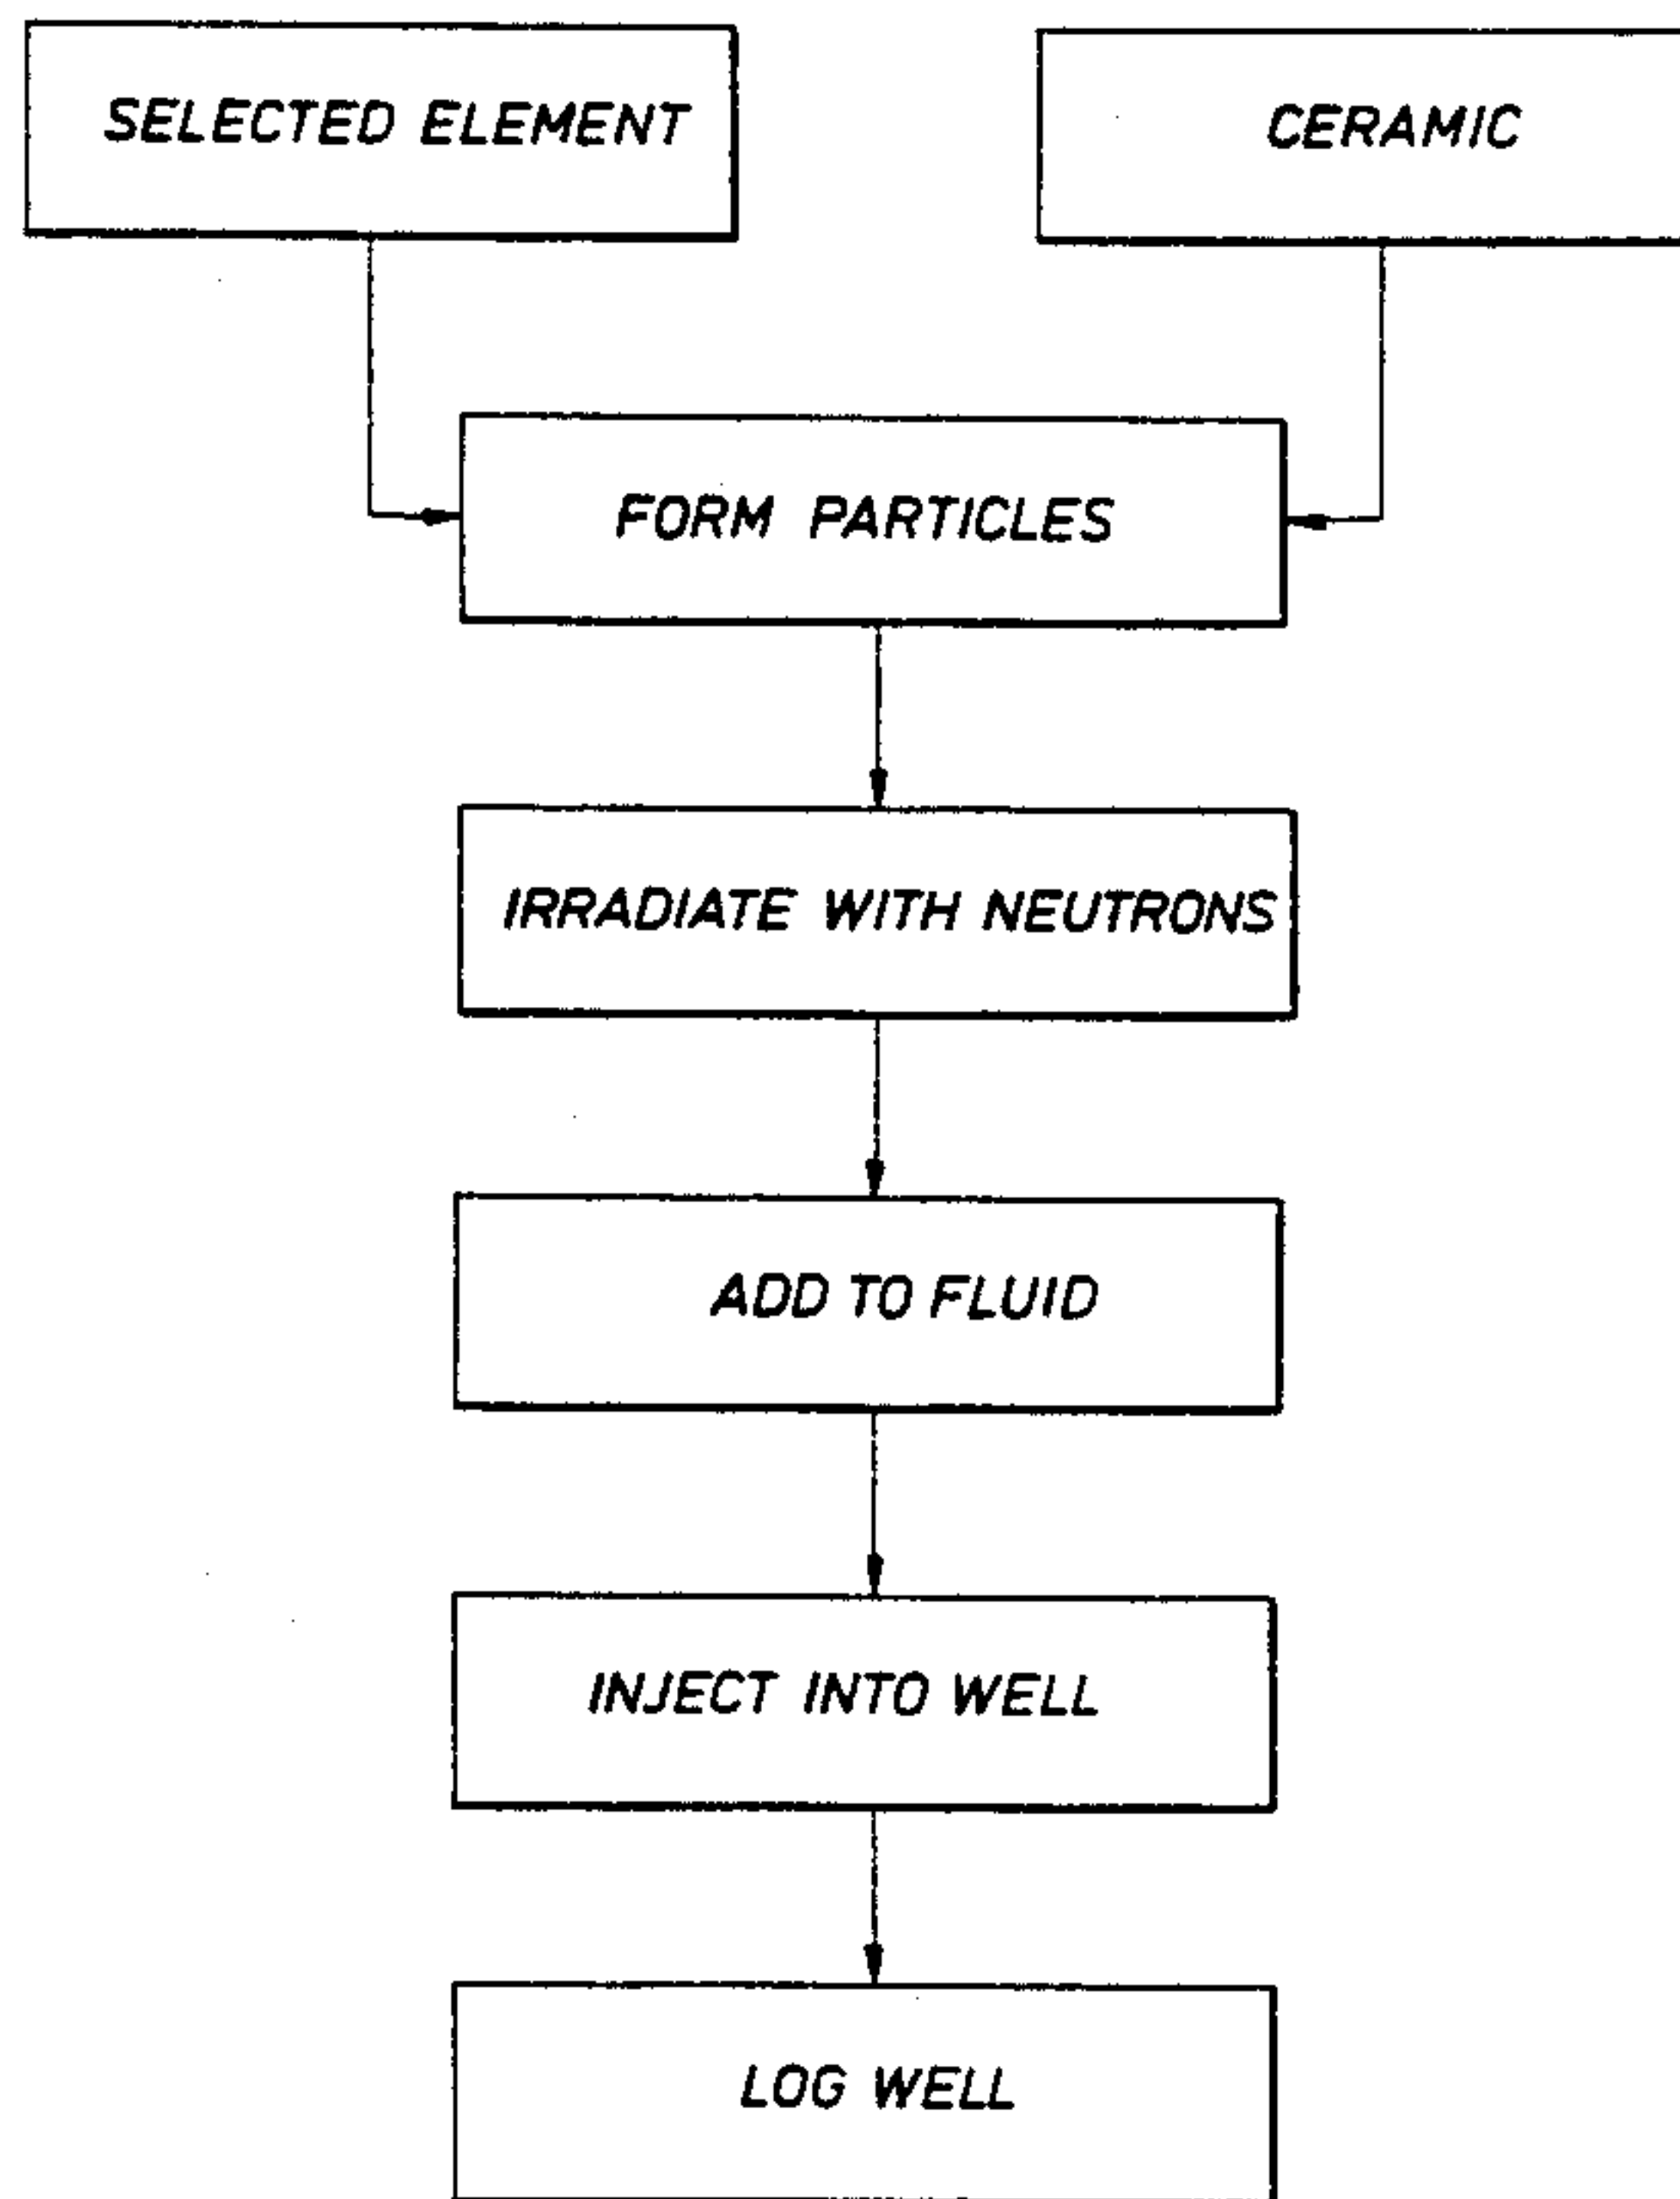 SELECTED ELEMENT
CERAMIC
FORM PARTICLES
IRRADIATE WITH NEUTRONS
ADD TO FLUID
INJECT INTO WELL
LOG WELL